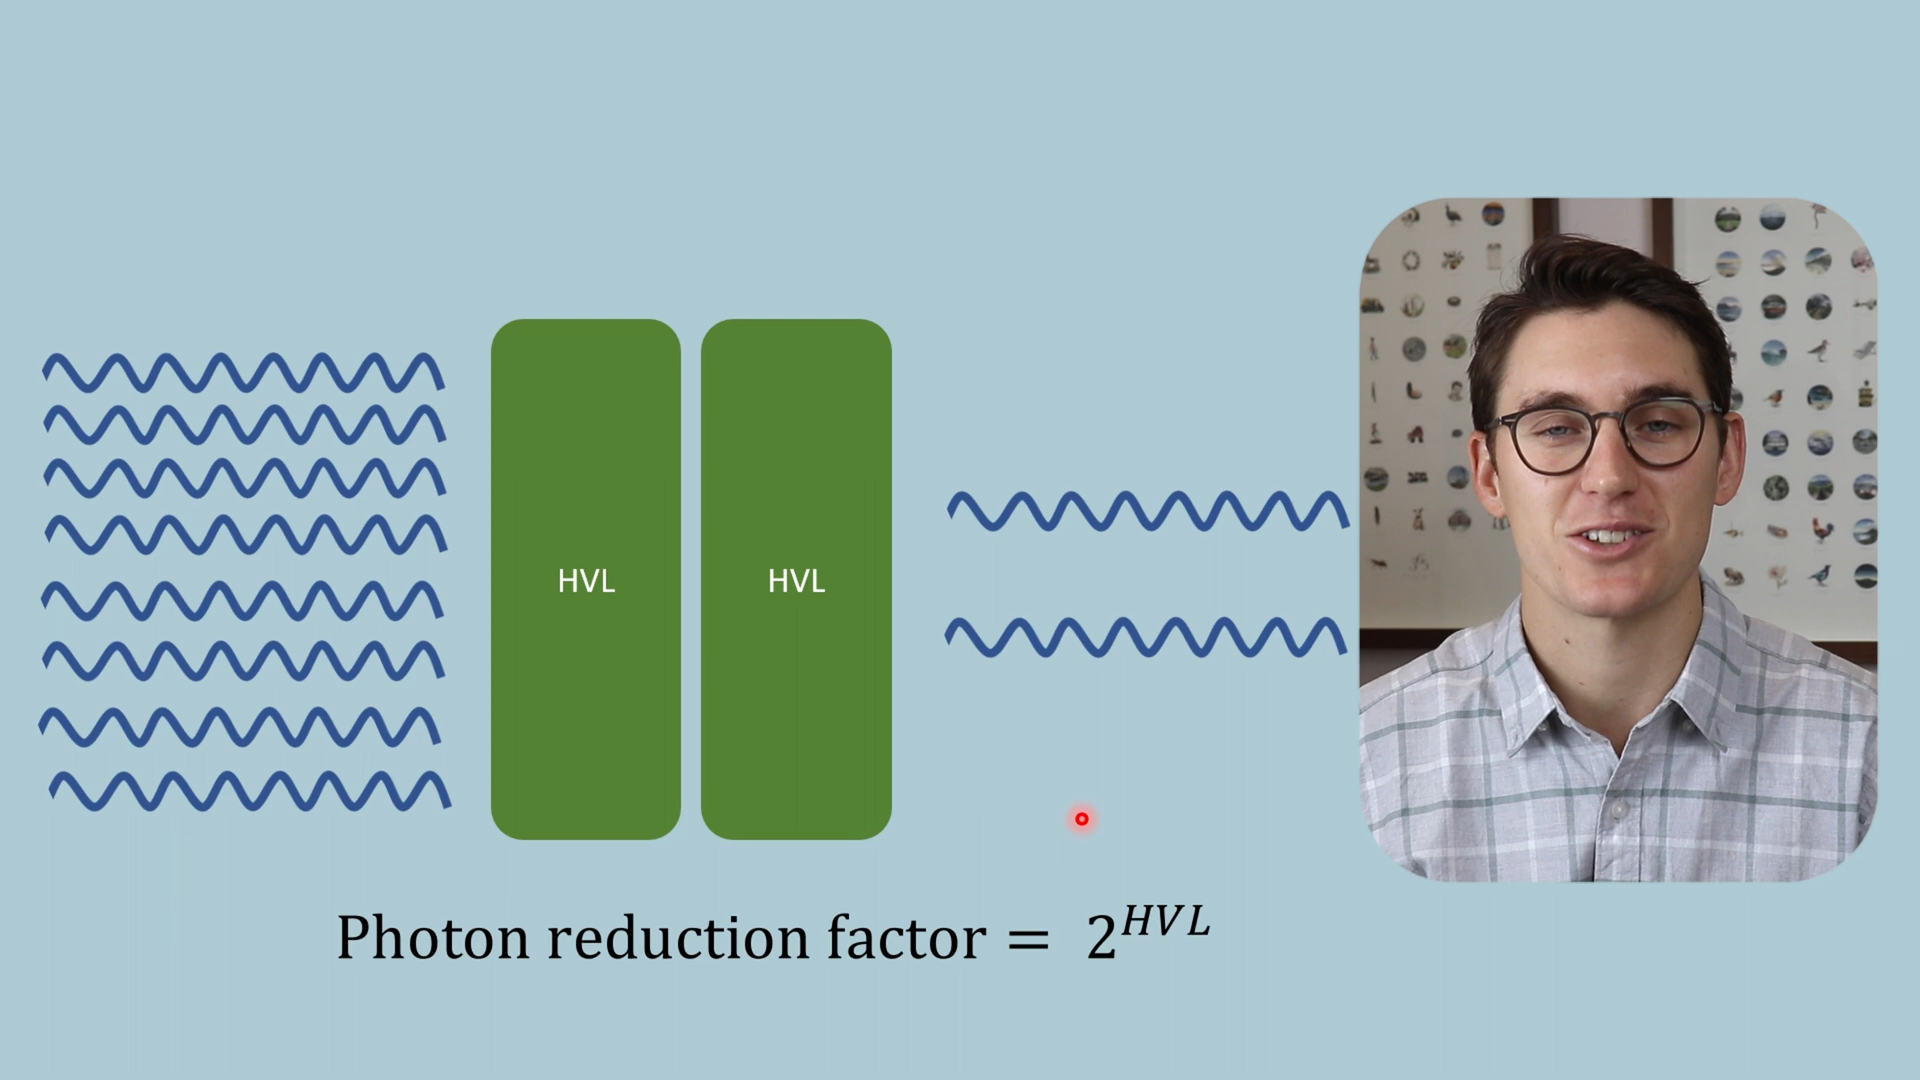 HVL
HVL
Photon reduction factor = 2^{HVL}